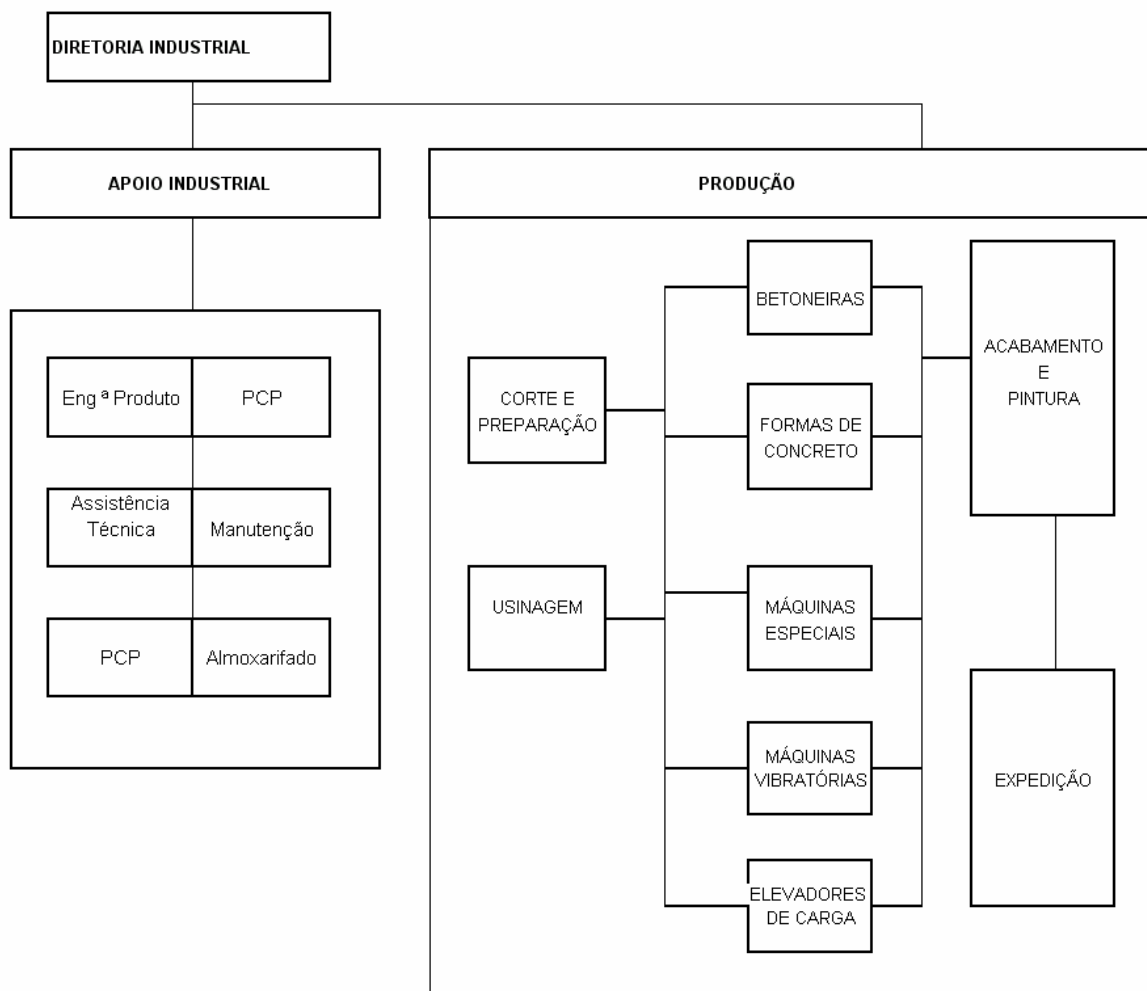 DIRETORIA INDUSTRIAL
APOIO INDUSTRIAL
PRODUÇÃO
Eng ª Produto
PCP
Assistência
Técnica
Manutenção
PCP
Almoxarifado
CORTE E
PREPARAÇÃO
USINAGEM
BETONEIRAS
FORMAS DE
CONCRETO
MÁQUINAS
ESPECIAIS
MÁQUINAS
VIBRATÓRIAS
ELEVADORES
DE CARGA
ACABAMENTO
E
PINTURA
EXPEDIÇÃO